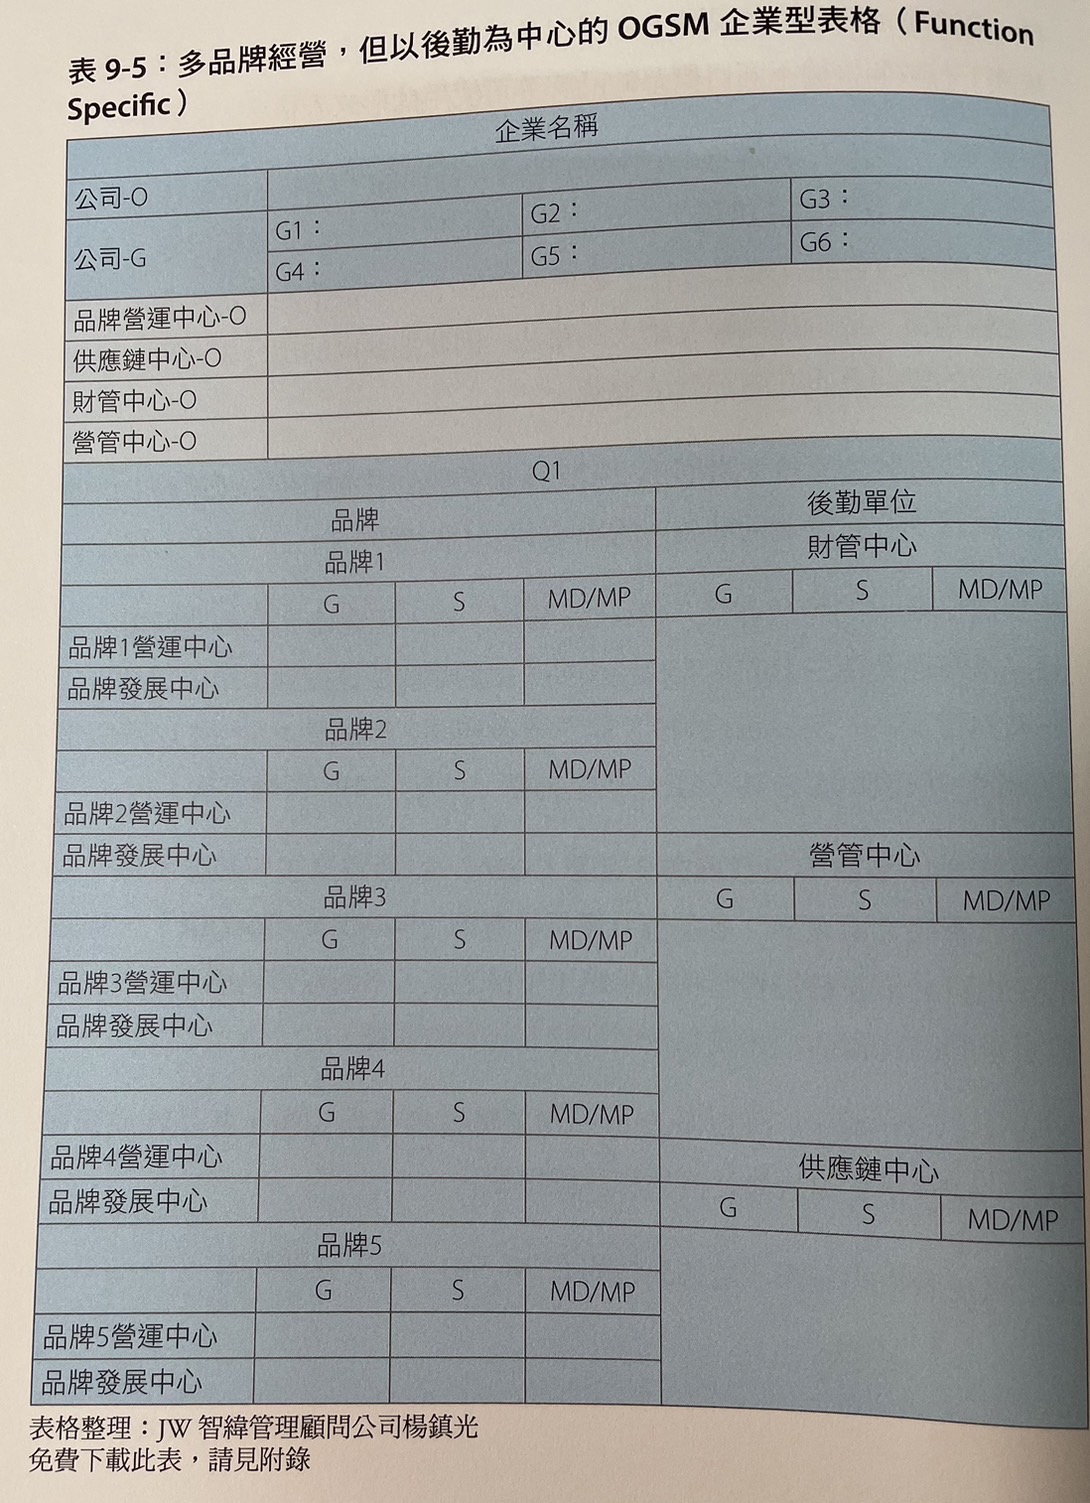 表 9-5：多品牌經營，但以後勤為中心的 OGSM 企業型表格（Function
Specific）
企業名稱
公司-O
公司-G
G1： G2： G3：
G4： G5： G6：
品牌營運中心-O
供應鏈中心-O
財管中心-O
營管中心-O
Q1
品牌 後勤單位
品牌1 財管中心
G S MD/MP G S MD/MP
品牌1營運中心
品牌發展中心
品牌2
G S MD/MP
品牌2營運中心
品牌發展中心 營管中心
品牌3 G S MD/MP
G S MD/MP
品牌3營運中心
品牌發展中心
品牌4
G S MD/MP
品牌4營運中心 供應鏈中心
品牌發展中心 G S MD/MP
品牌5
G S MD/MP
品牌5營運中心
品牌發展中心
表格整理：JW 智緯管理顧問公司楊鎮光
免費下載此表，請見附錄